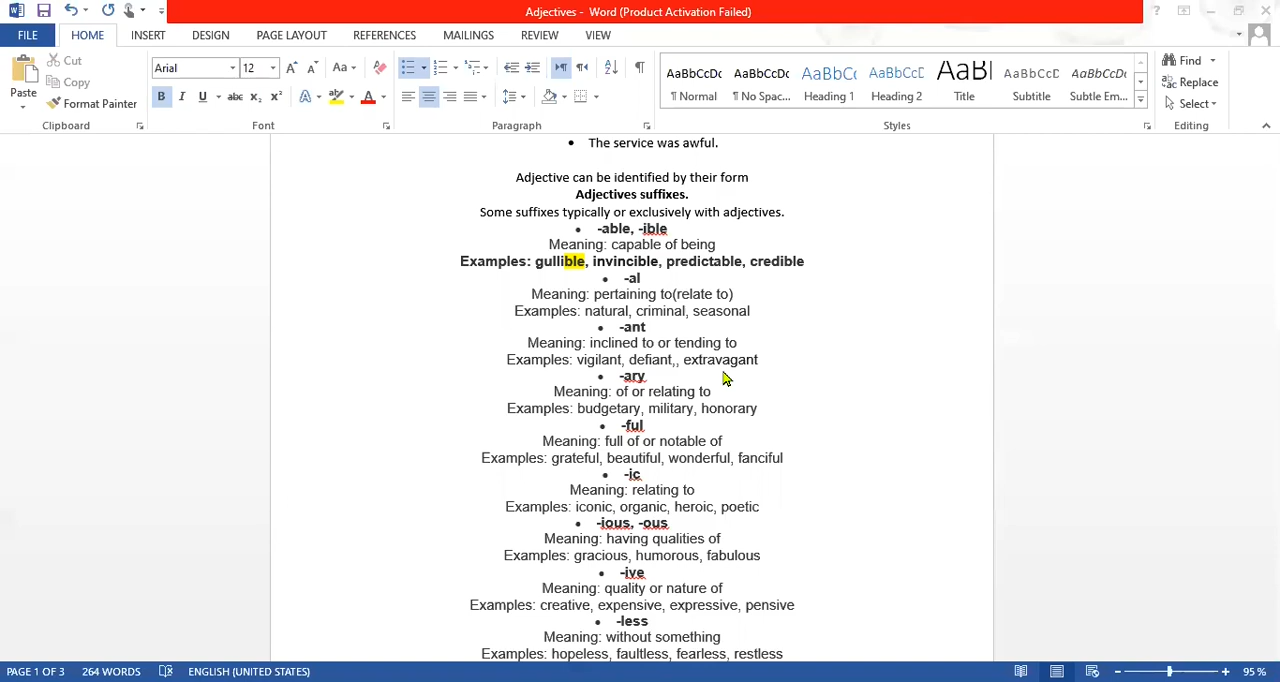 Adjectives - Word (Product Activation Failed)
FILE HOME INSERT DESIGN PAGE LAYOUT REFERENCES MAILINGS REVIEW VIEW
Paste
Cut
Copy
Format Painter
Clipboard
Arial 12
Font
Paragraph
AaBbCcDc AaBbCcDc AaBbCc AaBbCcD AaBl AaBbCcD AaBbCcDc
¶ Normal ¶ No Spac... Heading 1 Heading 2 Title Subtitle Subtle Em...
Styles
Find
Replace
Select
Editing
• The service was awful.
Adjective can be identified by their form
Adjectives suffixes.
Some suffixes typically or exclusively with adjectives.
• -able, -ible
Meaning: capable of being
Examples: gullible, invincible, predictable, credible
• -al
Meaning: pertaining to(relate to)
Examples: natural, criminal, seasonal
• -ant
Meaning: inclined to or tending to
Examples: vigilant, defiant,, extravagant
• -ary
Meaning: of or relating to
Examples: budgetary, military, honorary
• -ful
Meaning: full of or notable of
Examples: grateful, beautiful, wonderful, fanciful
• -ic
Meaning: relating to
Examples: iconic, organic, heroic, poetic
• -ious, -ous
Meaning: having qualities of
Examples: gracious, humorous, fabulous
• -ive
Meaning: quality or nature of
Examples: creative, expensive, expressive, pensive
• -less
Meaning: without something
Examples: hopeless, faultless, fearless, restless
PAGE 1 OF 3 264 WORDS ENGLISH (UNITED STATES) 95%